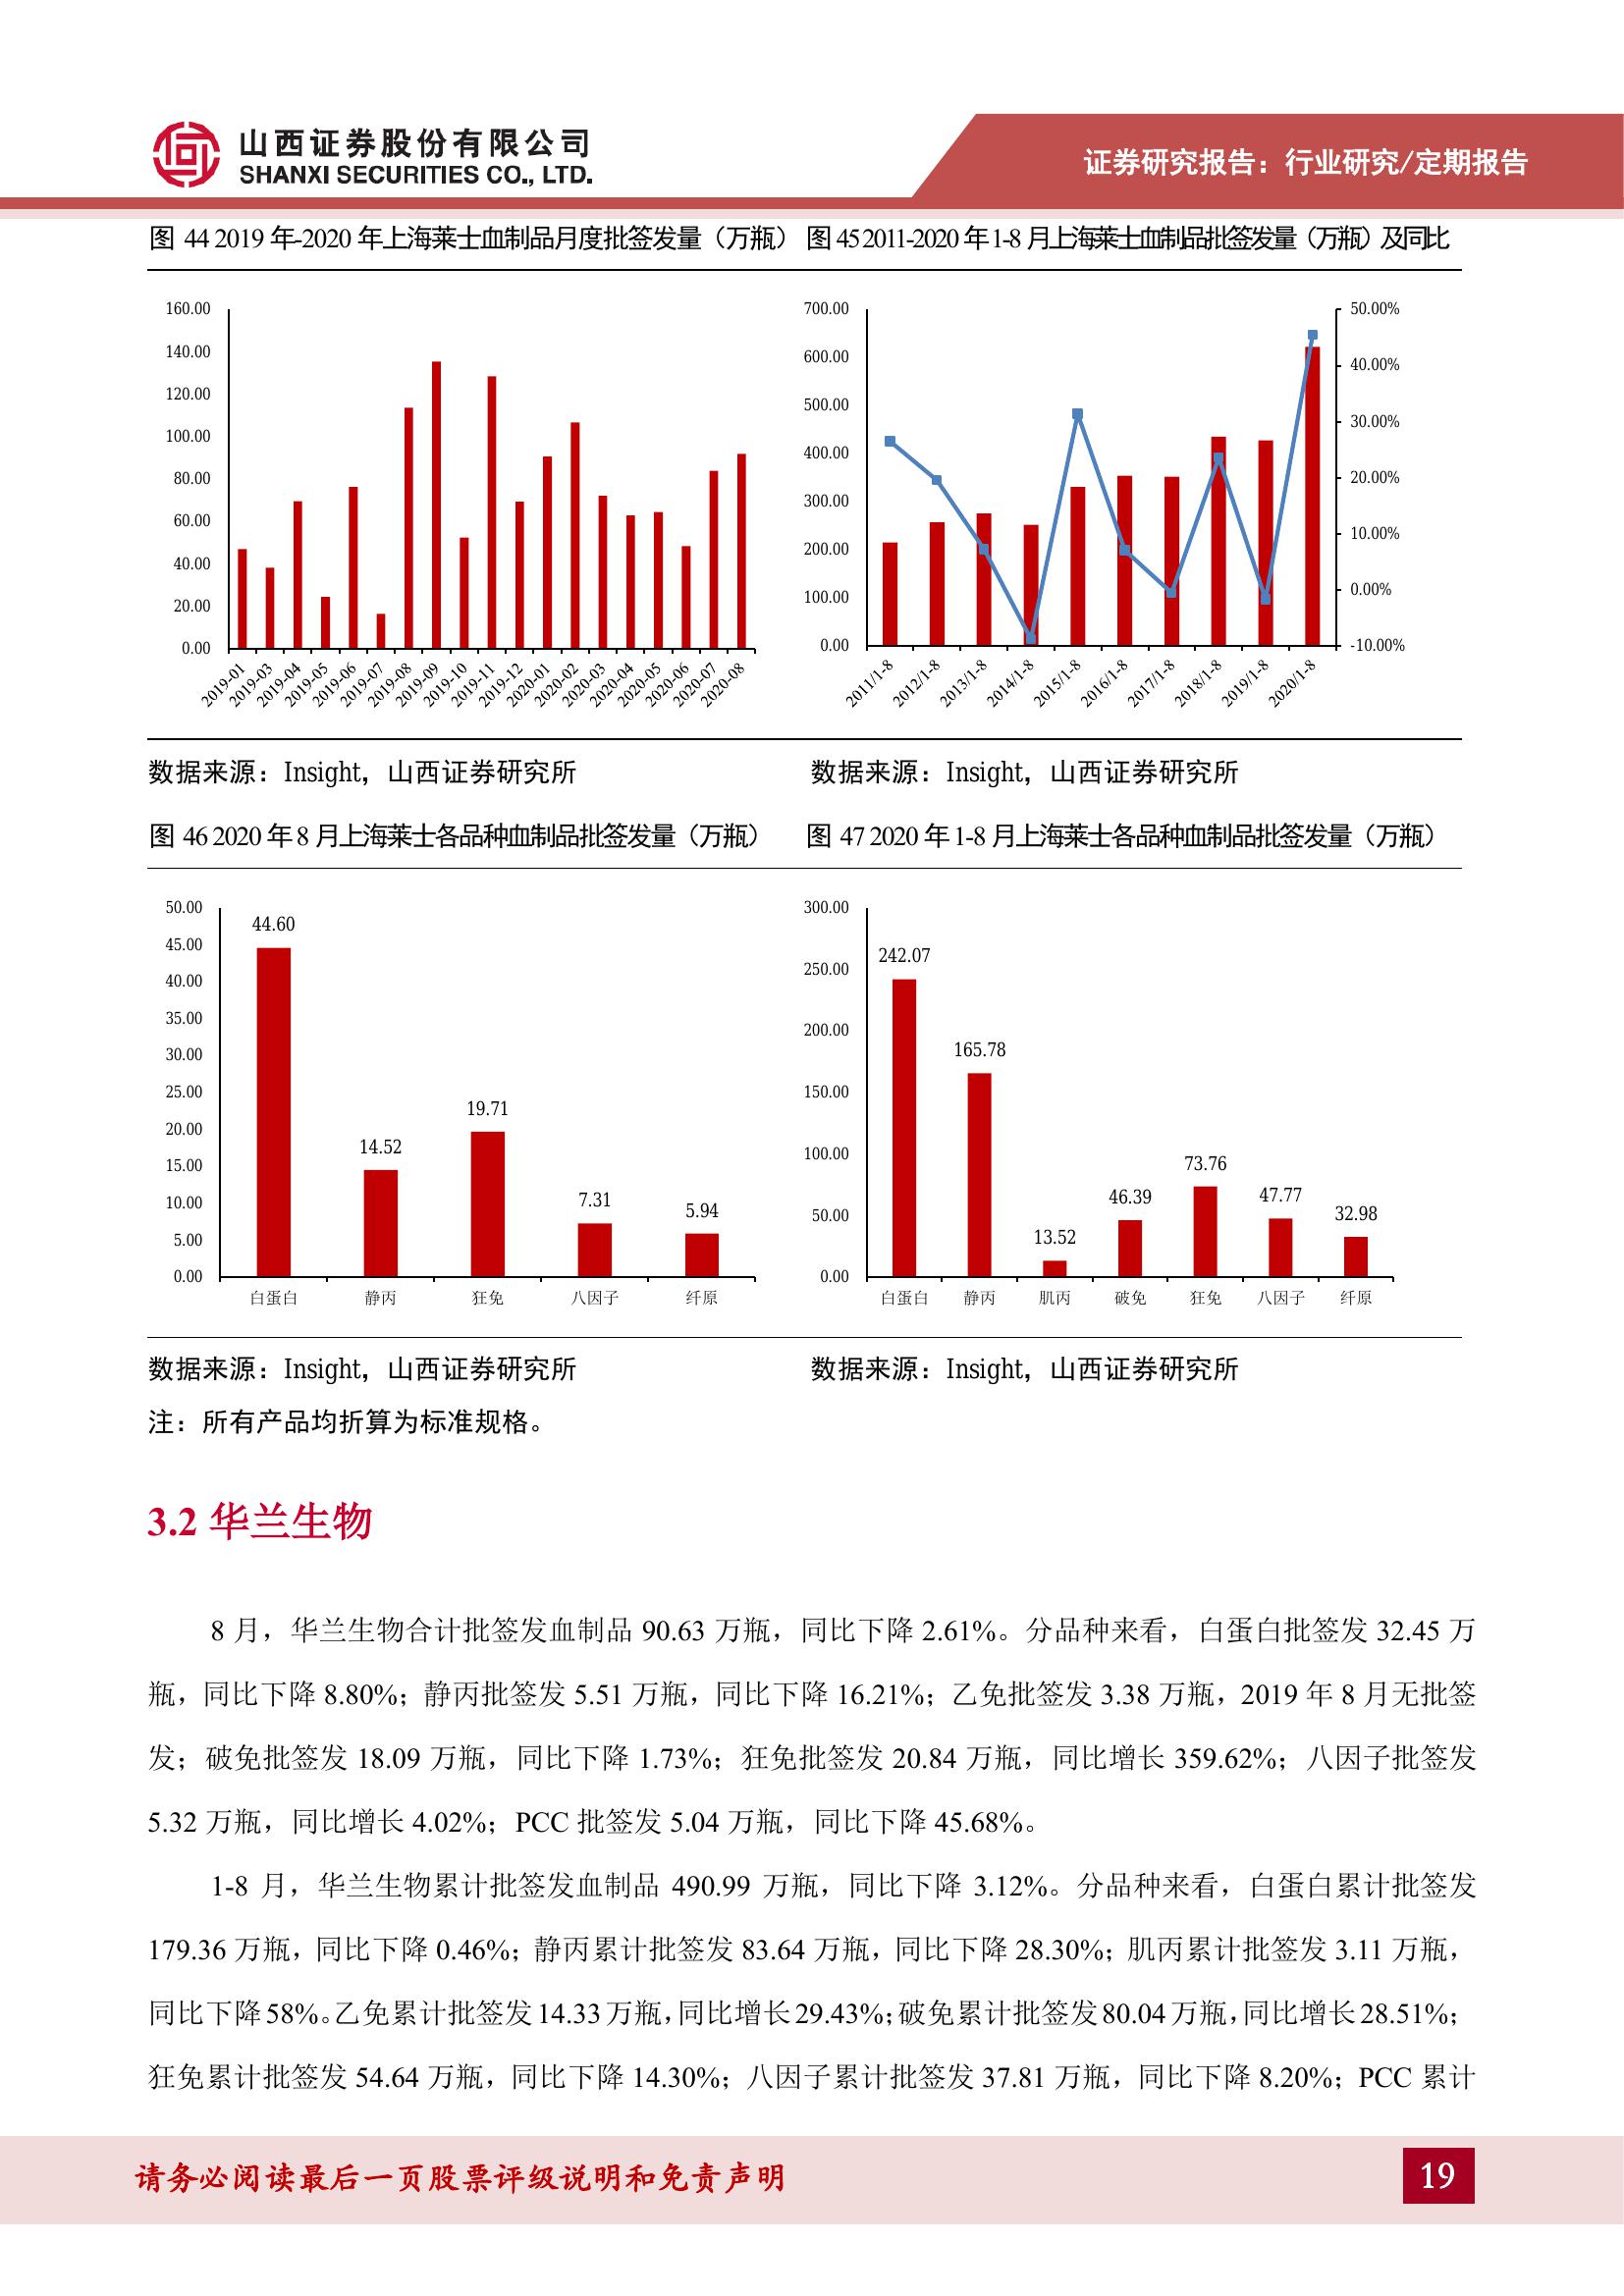 山西证券股份有限公司
SHANXI SECURITIES CO., LTD.
证券研究报告：行业研究/定期报告
图 44 2019 年-2020 年上海莱士血制品月度批签发量（万瓶）
图 45 2011-2020 年 1-8 月上海莱士血制品批签发量（万瓶）及同比
160.00
140.00
120.00
100.00
80.00
60.00
40.00
20.00
0.00
2019-01
2019-03
2019-04
2019-05
2019-06
2019-07
2019-08
2019-09
2019-10
2019-11
2019-12
2020-01
2020-02
2020-03
2020-04
2020-05
2020-06
2020-07
2020-08
700.00
600.00
500.00
400.00
300.00
200.00
100.00
0.00
50.00%
40.00%
30.00%
20.00%
10.00%
0.00%
-10.00%
2011/1-8
2012/1-8
2013/1-8
2014/1-8
2015/1-8
2016/1-8
2017/1-8
2018/1-8
2019/1-8
2020/1-8
数据来源：Insight，山西证券研究所
数据来源：Insight，山西证券研究所
图 46 2020 年 8 月上海莱士各品种血制品批签发量（万瓶）
图 47 2020 年 1-8 月上海莱士各品种血制品批签发量（万瓶）
50.00
45.00
40.00
35.00
30.00
25.00
20.00
15.00
10.00
5.00
0.00
44.60
14.52
19.71
7.31
5.94
白蛋白
静丙
狂免
八因子
纤原
300.00
250.00
200.00
150.00
100.00
50.00
0.00
242.07
165.78
13.52
46.39
73.76
47.77
32.98
白蛋白
静丙
肌丙
破免
狂免
八因子
纤原
数据来源：Insight，山西证券研究所
数据来源：Insight，山西证券研究所
注：所有产品均折算为标准规格。
3.2 华兰生物
8 月，华兰生物合计批签发血制品 90.63 万瓶，同比下降 2.61%。分品种来看，白蛋白批签发 32.45 万
瓶，同比下降 8.80%；静丙批签发 5.51 万瓶，同比下降 16.21%；乙免批签发 3.38 万瓶，2019 年 8 月无批签
发；破免批签发 18.09 万瓶，同比下降 1.73%；狂免批签发 20.84 万瓶，同比增长 359.62%；八因子批签发
5.32 万瓶，同比增长 4.02%；PCC 批签发 5.04 万瓶，同比下降 45.68%。
1-8 月，华兰生物累计批签发血制品 490.99 万瓶，同比下降 3.12%。分品种来看，白蛋白累计批签发
179.36 万瓶，同比下降 0.46%；静丙累计批签发 83.64 万瓶，同比下降 28.30%；肌丙累计批签发 3.11 万瓶，
同比下降 58%。乙免累计批签发 14.33 万瓶，同比增长 29.43%；破免累计批签发 80.04 万瓶，同比增长 28.51%；
狂免累计批签发 54.64 万瓶，同比下降 14.30%；八因子累计批签发 37.81 万瓶，同比下降 8.20%；PCC 累计
请务必阅读最后一页股票评级说明和免责声明
19